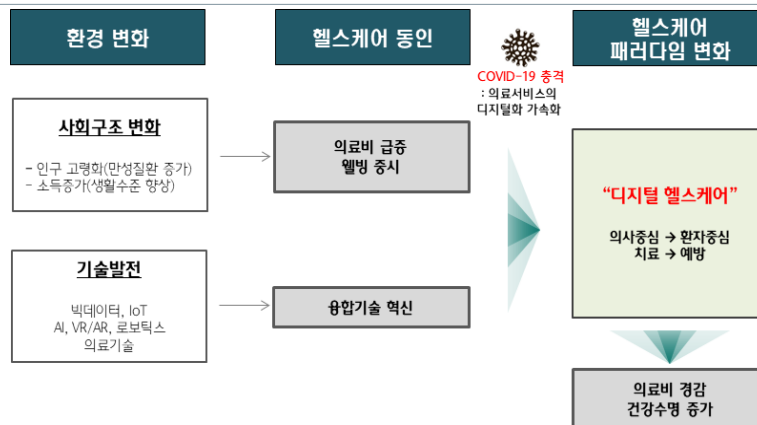 환경 변화
헬스케어 동인
COVID-19 충격
: 의료서비스의
디지털화 가속화
헬스케어
패러다임 변화
사회구조 변화
- 인구 고령화(만성질환 증가)
- 소득증가(생활수준 향상)
의료비 급증
웰빙 중시
"디지털 헬스케어"
의사중심 → 환자중심
치료 → 예방
기술발전
빅데이터, IoT
AI, VR/AR, 로보틱스
의료기술
융합기술 혁신
의료비 경감
건강수명 증가